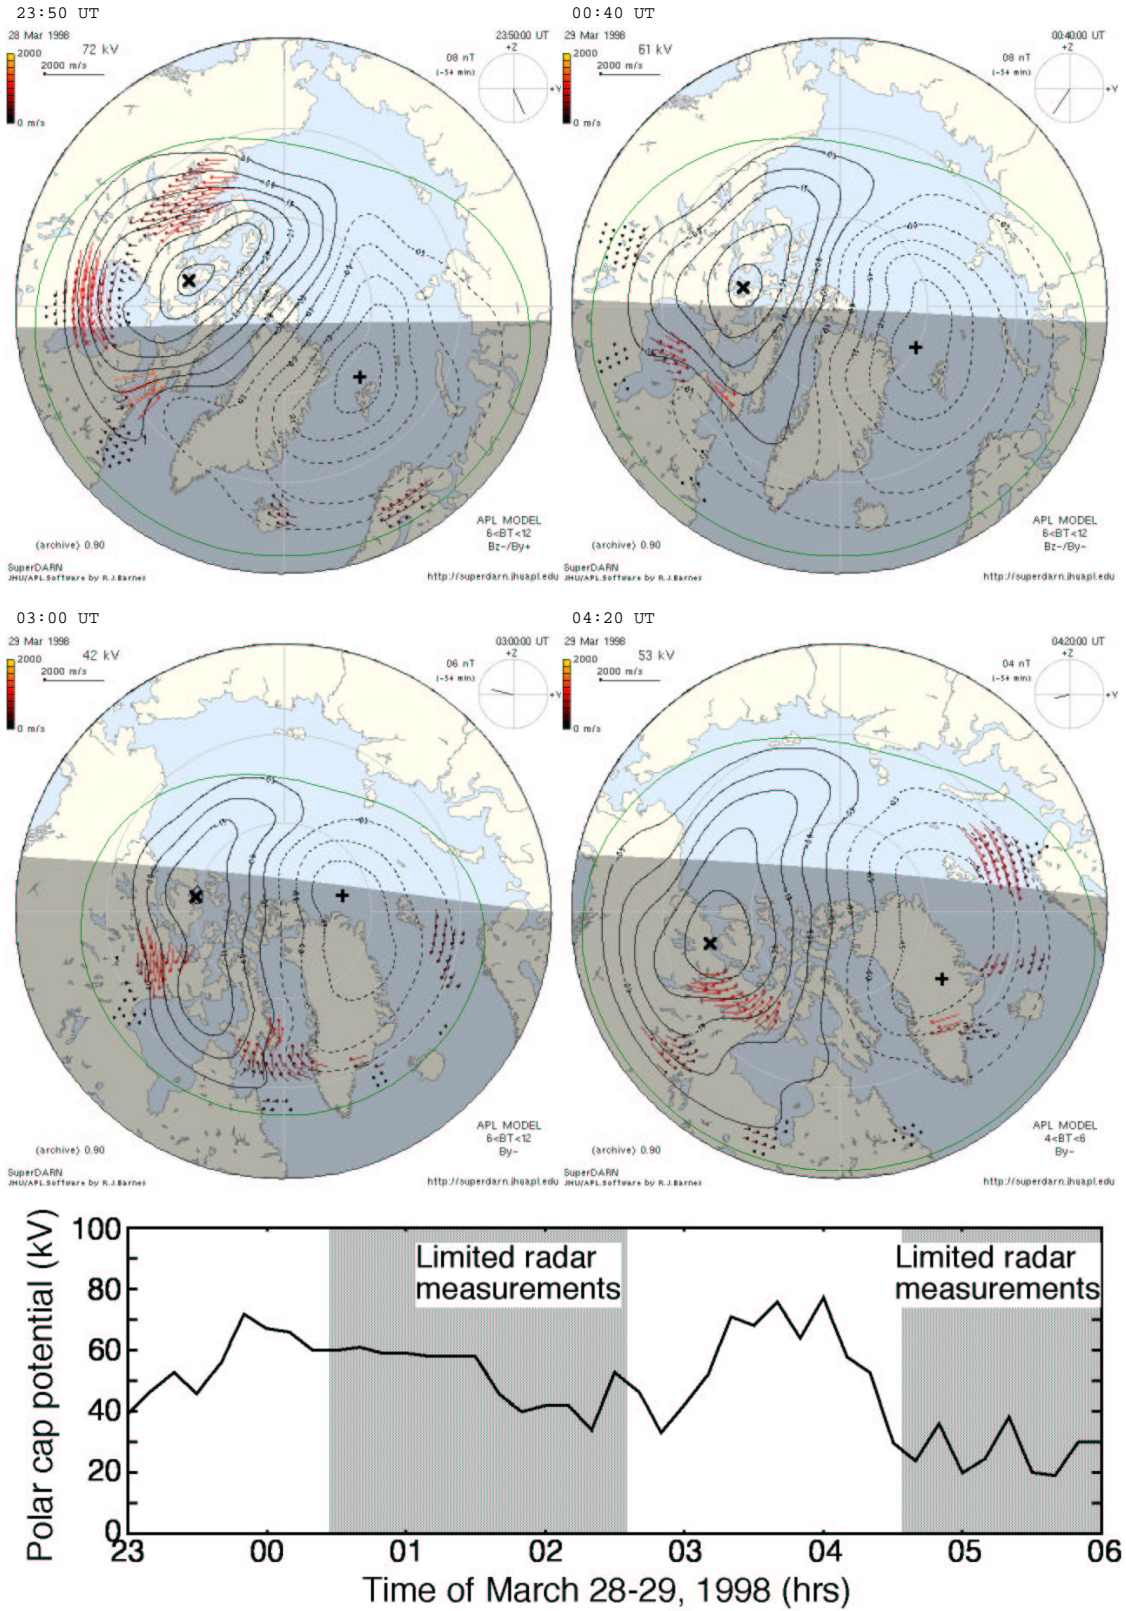 23:50 UT
28 Mar 1998
72 kV
23:50:00 UT
2000
2000 m/s
0 m/s
08 nT
(-54 min)
+Z
+Y
APL MODEL
6<BT<12
Bz-/By+
(archive) 0.90
SuperDARN
JHU/APL Software by R.J.Barnes
http://superdarn.jhuapl.edu
00:40 UT
29 Mar 1998
61 kV
00:40:00 UT
2000
2000 m/s
0 m/s
08 nT
(-54 min)
+Z
+Y
APL MODEL
6<BT<12
Bz-/By-
(archive) 0.90
SuperDARN
JHU/APL Software by R.J.Barnes
http://superdarn.jhuapl.edu
03:00 UT
29 Mar 1998
42 kV
03:00:00 UT
2000
2000 m/s
0 m/s
06 nT
(-54 min)
+Z
+Y
APL MODEL
6<BT<12
By-
(archive) 0.90
SuperDARN
JHU/APL Software by R.J.Barnes
http://superdarn.jhuapl.edu
04:20 UT
29 Mar 1998
53 kV
04:20:00 UT
2000
2000 m/s
0 m/s
04 nT
(-54 min)
+Z
+Y
APL MODEL
4<BT<6
By-
(archive) 0.90
SuperDARN
JHU/APL Software by R.J.Barnes
http://superdarn.jhuapl.edu
Polar cap potential (kV)
100
80
60
40
20
0
Limited radar
measurements
Limited radar
measurements
23 00 01 02 03 04 05 06
Time of March 28-29, 1998 (hrs)